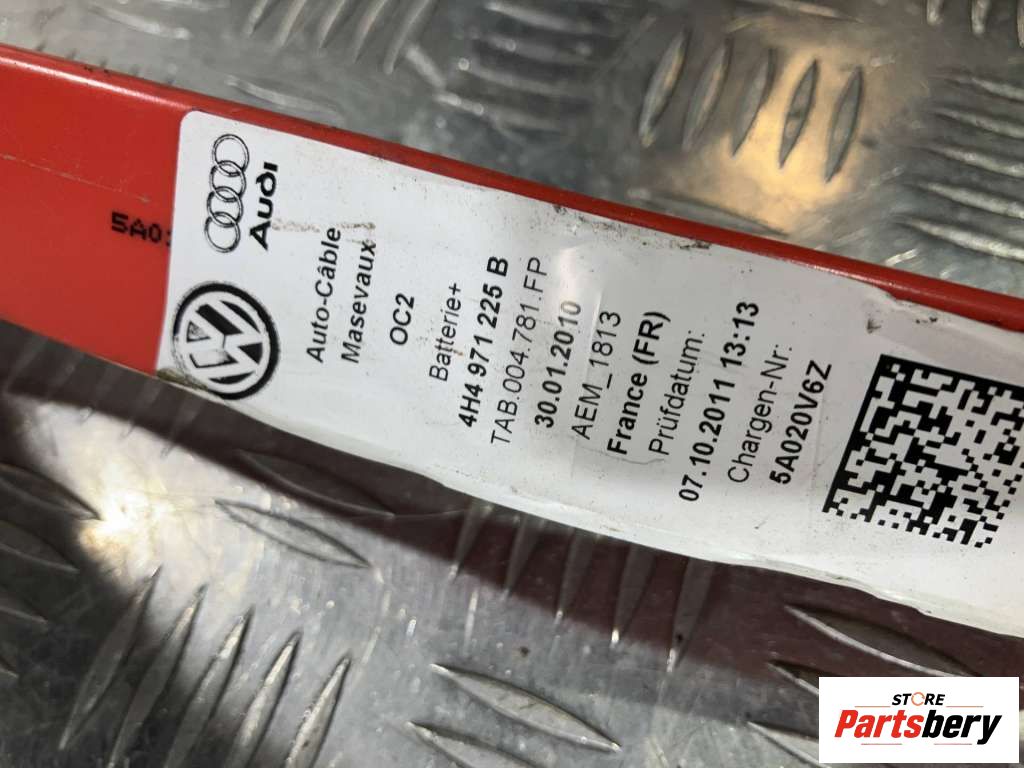 5A0
Audi
Auto-Câble
Masevaux
OC2
Batterie+
4H4 971 225 B
TAB.004.781.FP
30.01.2010
AEM_1813
France (FR)
Prüfdatum:
07.10.2011 13:13
Chargen-Nr:
5A020V6Z
STORE
Partsbery